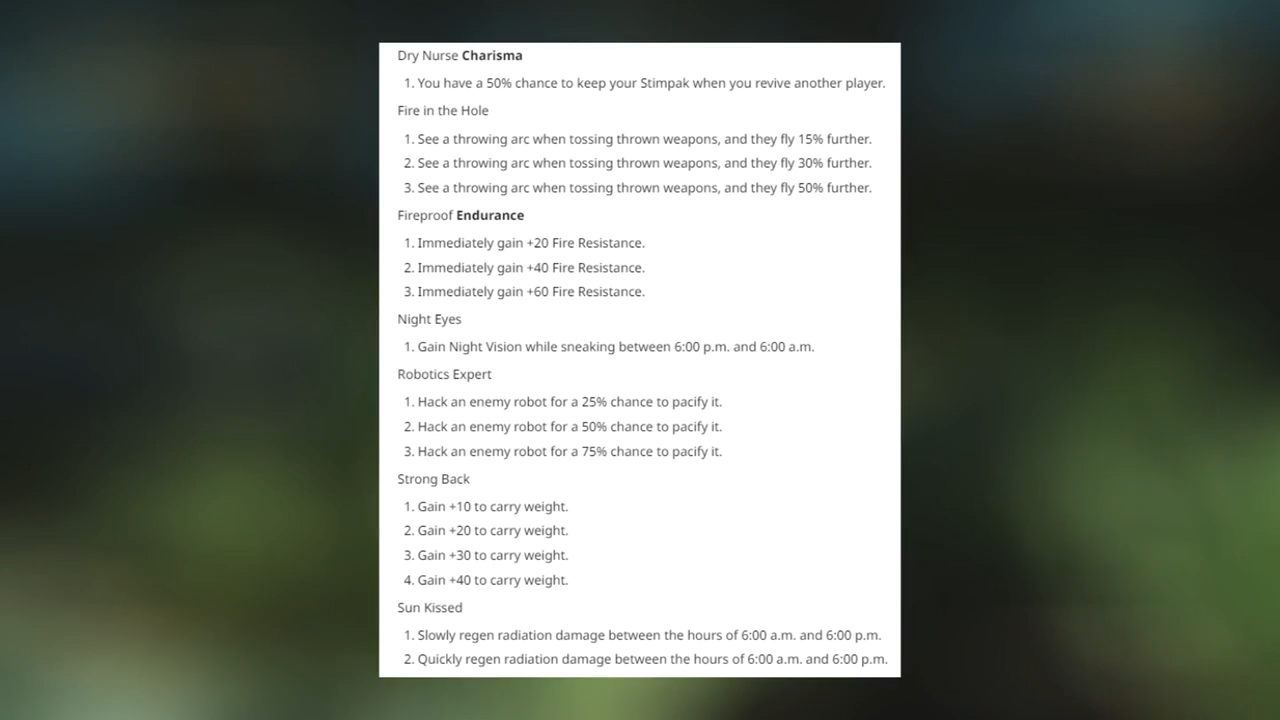 Dry Nurse Charisma
1. You have a 50% chance to keep your Stimpak when you revive another player.
Fire in the Hole
1. See a throwing arc when tossing thrown weapons, and they fly 15% further.
2. See a throwing arc when tossing thrown weapons, and they fly 30% further.
3. See a throwing arc when tossing thrown weapons, and they fly 50% further.
Fireproof Endurance
1. Immediately gain +20 Fire Resistance.
2. Immediately gain +40 Fire Resistance.
3. Immediately gain +60 Fire Resistance.
Night Eyes
1. Gain Night Vision while sneaking between 6:00 p.m. and 6:00 a.m.
Robotics Expert
1. Hack an enemy robot for a 25% chance to pacify it.
2. Hack an enemy robot for a 50% chance to pacify it.
3. Hack an enemy robot for a 75% chance to pacify it.
Strong Back
1. Gain +10 to carry weight.
2. Gain +20 to carry weight.
3. Gain +30 to carry weight.
4. Gain +40 to carry weight.
Sun Kissed
1. Slowly regen radiation damage between the hours of 6:00 a.m. and 6:00 p.m.
2. Quickly regen radiation damage between the hours of 6:00 a.m. and 6:00 p.m.